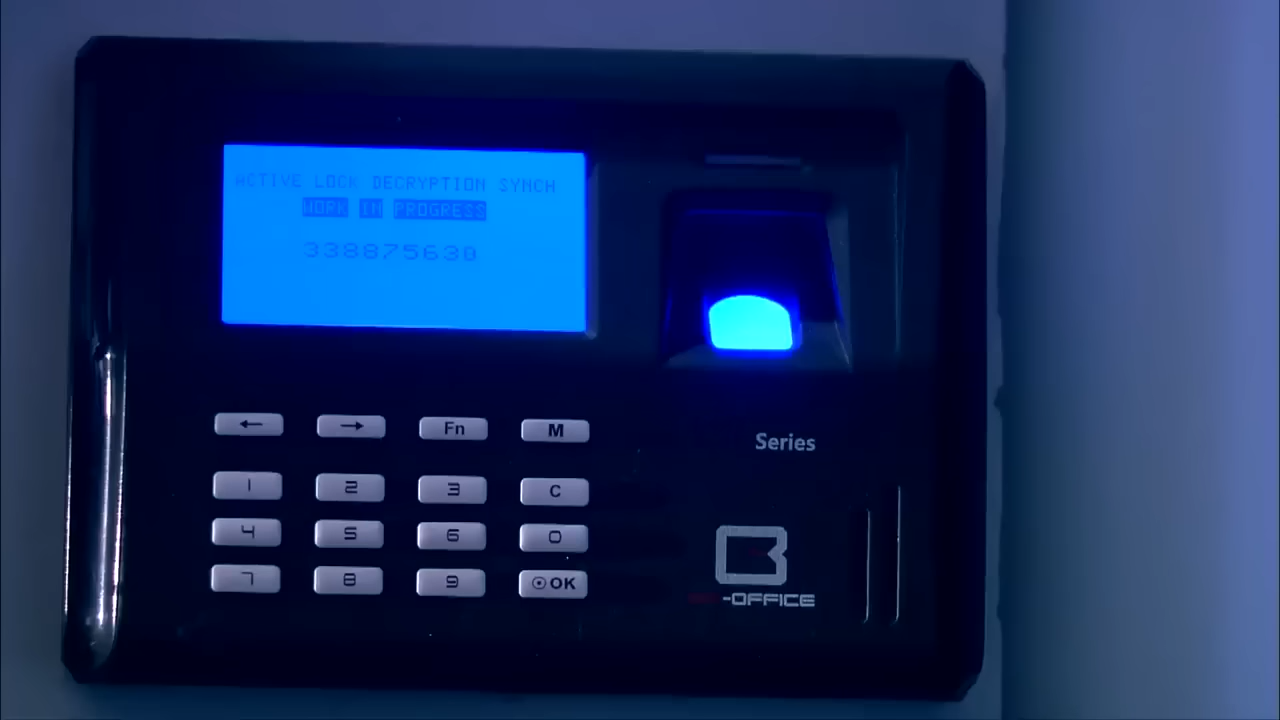 ACTIVE LOCK DECRYPTION SYNCH
WORK IN PROGRESS
338875630
← → Fn M
1 2 3 C
4 5 6 0
7 8 9 OK
Series
-OFFICE